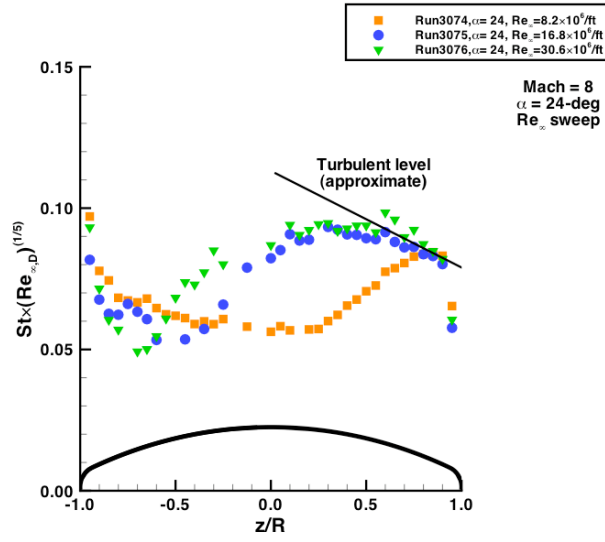 Run3074,α= 24, Re∞=8.2×10⁶/ft
Run3075,α= 24, Re∞=16.8×10⁶/ft
Run3076,α= 24, Re∞=30.6×10⁶/ft
Mach = 8
α = 24-deg
Re∞ sweep
Turbulent level
(approximate)
St×(Re∞,D)^(1/5)
0.15
0.10
0.05
0.00
-1.0 -0.5 0.0 0.5 1.0
z/R